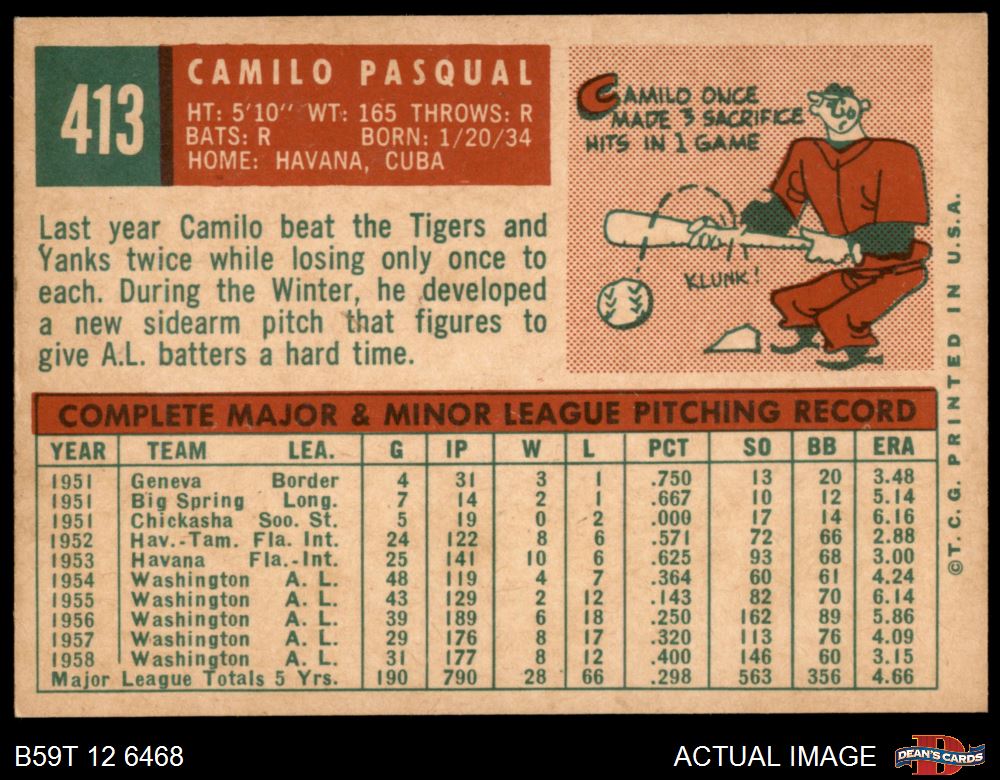 413
CAMILO PASQUAL
HT: 5'10'' WT: 165 THROWS: R
BATS: R BORN: 1/20/34
HOME: HAVANA, CUBA
Last year Camilo beat the Tigers and
Yanks twice while losing only once to
each. During the Winter, he developed
a new sidearm pitch that figures to
give A.L. batters a hard time.
CAMILO ONCE
MADE 3 SACRIFICE
HITS IN 1 GAME
KLUNK!
©T.C.G. PRINTED IN U.S.A.
COMPLETE MAJOR & MINOR LEAGUE PITCHING RECORD
YEAR TEAM LEA. G IP W L PCT SO BB ERA
1951 Geneva Border 4 31 3 1 .750 13 20 3.48
1951 Big Spring Long. 7 14 2 1 .667 10 12 5.14
1951 Chickasha Soo. St. 5 19 0 2 .000 17 14 6.16
1952 Hav.-Tam. Fla. Int. 24 122 8 6 .571 72 66 2.88
1953 Havana Fla.-Int. 25 141 10 6 .625 93 68 3.00
1954 Washington A. L. 48 119 4 7 .364 60 61 4.24
1955 Washington A. L. 43 129 2 12 .143 82 70 6.14
1956 Washington A. L. 39 189 6 18 .250 162 89 5.86
1957 Washington A. L. 29 176 8 17 .320 113 76 4.09
1958 Washington A. L. 31 177 8 12 .400 146 60 3.15
Major League Totals 5 Yrs. 190 790 28 66 .298 563 356 4.66
B59T 12 6468
ACTUAL IMAGE
D
DEAN'S CARDS